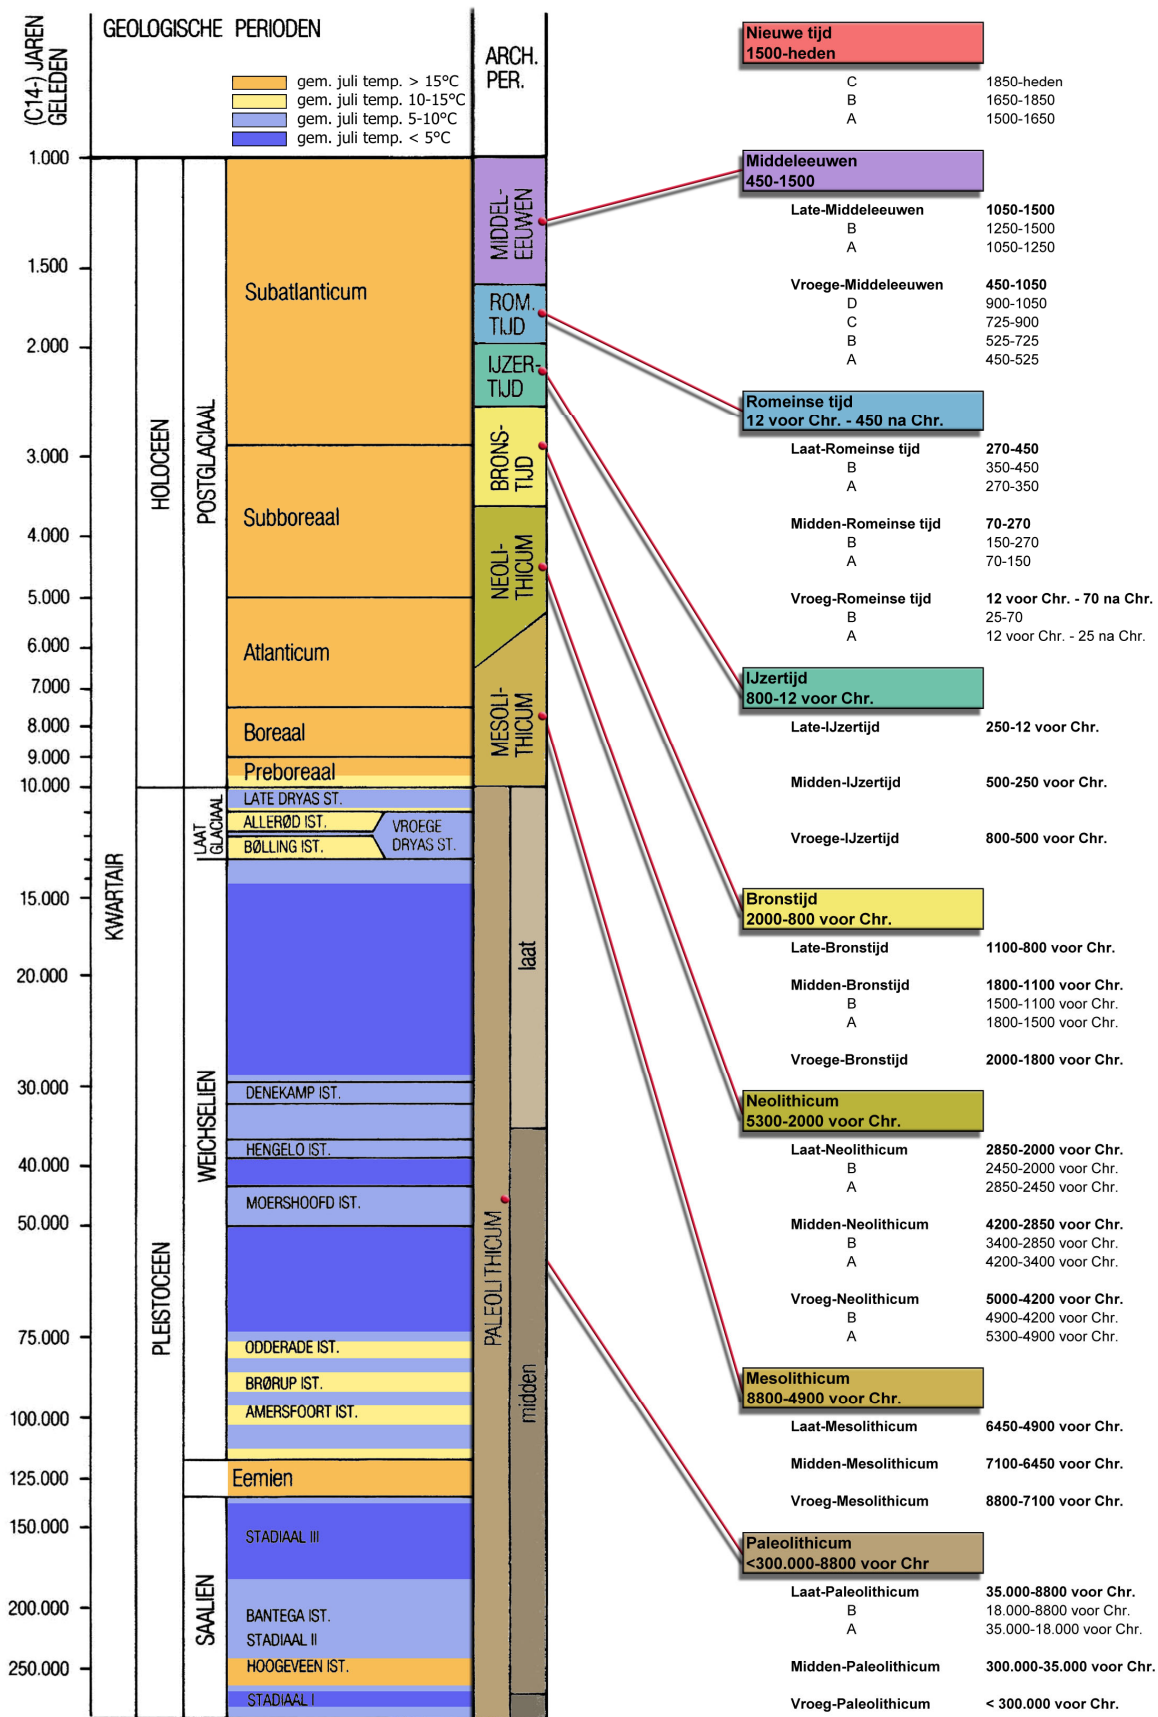 (C14-) JAREN
GELEDEN
GEOLOGISCHE PERIODEN
gem. juli temp. > 15°C
gem. juli temp. 10-15°C
gem. juli temp. 5-10°C
gem. juli temp. < 5°C
ARCH.
PER.
1.000
1.500
2.000
3.000
4.000
5.000
6.000
7.000
8.000
9.000
10.000
15.000
20.000
30.000
40.000
50.000
75.000
100.000
125.000
150.000
200.000
250.000
KWARTAIR
HOLOCEEN
PLEISTOCEEN
POSTGLACIAAL
LAAT
GLACIAAL
WEICHSELIEN
SAALIEN
Subatlanticum
Subboreaal
Atlanticum
Boreaal
Preboreaal
LATE DRYAS ST.
ALLERØD IST.
VROEGE
DRYAS ST.
BØLLING IST.
DENEKAMP IST.
HENGELO IST.
MOERSHOOFD IST.
ODDERADE IST.
BRØRUP IST.
AMERSFOORT IST.
Eemien
STADIAAL III
BANTEGA IST.
STADIAAL II
HOOGEVEEN IST.
STADIAAL I
MIDDEL-
EEUWEN
ROM.
TIJD
IJZER-
TIJD
BRONS-
TIJD
NEOLI-
THICUM
MESOLI-
THICUM
PALEOLITHICUM
laat
midden
Nieuwe tijd
1500-heden
C 1850-heden
B 1650-1850
A 1500-1650
Middeleeuwen
450-1500
Late-Middeleeuwen 1050-1500
B 1250-1500
A 1050-1250
Vroege-Middeleeuwen 450-1050
D 900-1050
C 725-900
B 525-725
A 450-525
Romeinse tijd
12 voor Chr. - 450 na Chr.
Laat-Romeinse tijd 270-450
B 350-450
A 270-350
Midden-Romeinse tijd 70-270
B 150-270
A 70-150
Vroeg-Romeinse tijd 12 voor Chr. - 70 na Chr.
B 25-70
A 12 voor Chr. - 25 na Chr.
IJzertijd
800-12 voor Chr.
Late-IJzertijd 250-12 voor Chr.
Midden-IJzertijd 500-250 voor Chr.
Vroege-IJzertijd 800-500 voor Chr.
Bronstijd
2000-800 voor Chr.
Late-Bronstijd 1100-800 voor Chr.
Midden-Bronstijd 1800-1100 voor Chr.
B 1500-1100 voor Chr.
A 1800-1500 voor Chr.
Vroege-Bronstijd 2000-1800 voor Chr.
Neolithicum
5300-2000 voor Chr.
Laat-Neolithicum 2850-2000 voor Chr.
B 2450-2000 voor Chr.
A 2850-2450 voor Chr.
Midden-Neolithicum 4200-2850 voor Chr.
B 3400-2850 voor Chr.
A 4200-3400 voor Chr.
Vroeg-Neolithicum 5000-4200 voor Chr.
B 4900-4200 voor Chr.
A 5300-4900 voor Chr.
Mesolithicum
8800-4900 voor Chr.
Laat-Mesolithicum 6450-4900 voor Chr.
Midden-Mesolithicum 7100-6450 voor Chr.
Vroeg-Mesolithicum 8800-7100 voor Chr.
Paleolithicum
<300.000-8800 voor Chr
Laat-Paleolithicum 35.000-8800 voor Chr.
B 18.000-8800 voor Chr.
A 35.000-18.000 voor Chr.
Midden-Paleolithicum 300.000-35.000 voor Chr.
Vroeg-Paleolithicum < 300.000 voor Chr.